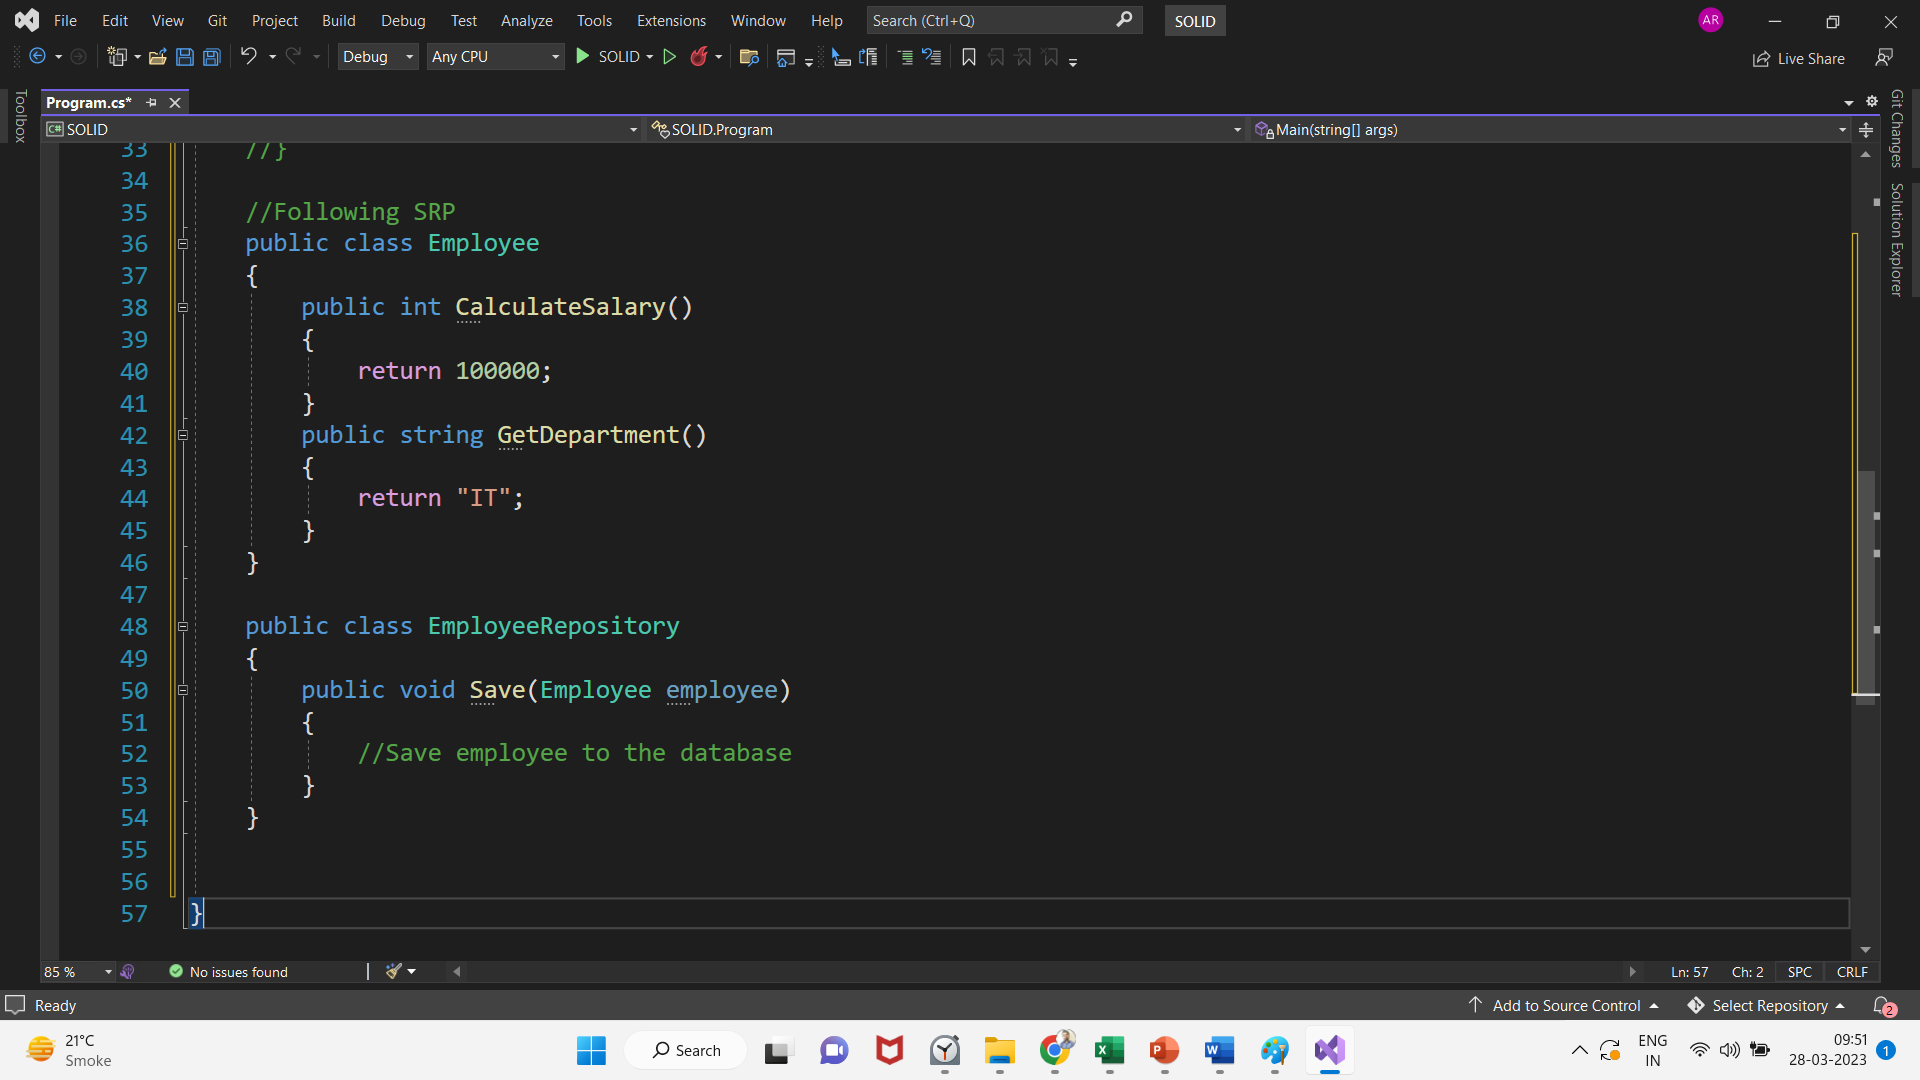 File Edit View Git Project Build Debug Test Analyze Tools Extensions Window Help Search (Ctrl+Q) SOLID AR
Debug Any CPU SOLID Live Share
Toolbox
Program.cs*
Git Changes
Solution Explorer
C# SOLID SOLID.Program Main(string[] args)
33 //}
34
35 //Following SRP
36 public class Employee
37 {
38 public int CalculateSalary()
39 {
40 return 100000;
41 }
42 public string GetDepartment()
43 {
44 return "IT";
45 }
46 }
47
48 public class EmployeeRepository
49 {
50 public void Save(Employee employee)
51 {
52 //Save employee to the database
53 }
54 }
55
56
57 }
85 % No issues found Ln: 57 Ch: 2 SPC CRLF
Ready Add to Source Control Select Repository 2
21°C
Smoke
Search
ENG
IN
09:51
28-03-2023
1